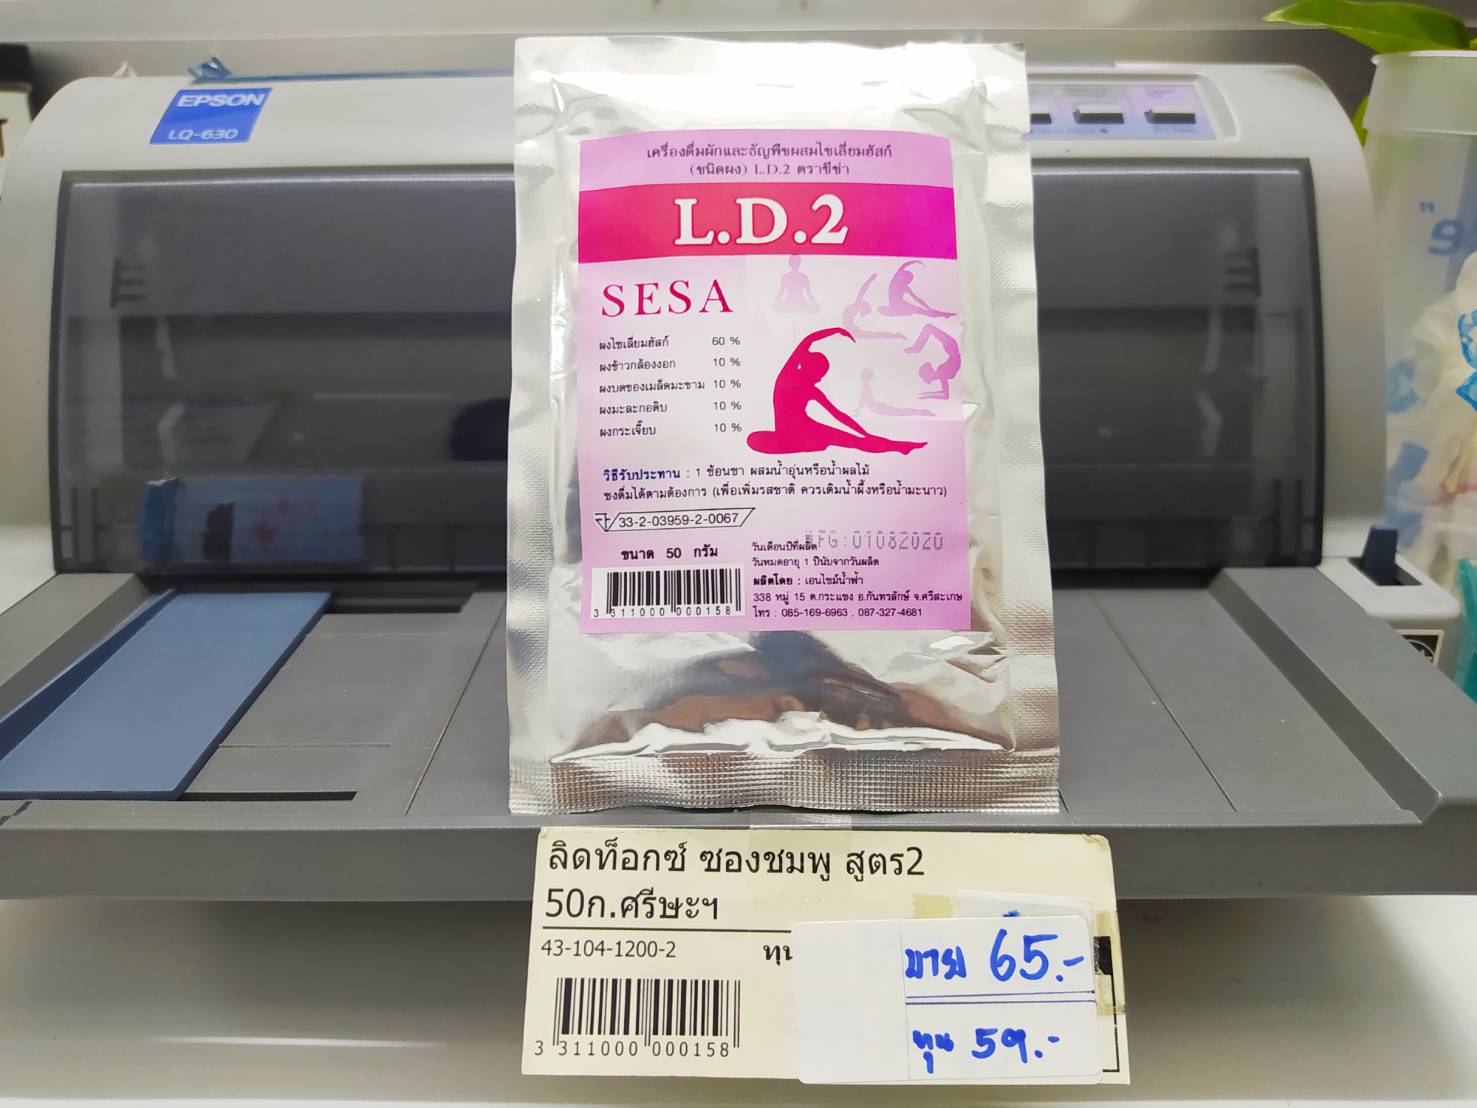 EPSON
LQ-630
เครื่องดื่มผักและธัญพืชผสมไซเลี่ยมฮัสก์
(ชนิดผง) L.D.2 ตราซีซ่า
L.D.2
SESA
ผงไซเลี่ยมฮัสก์ 60 %
ผงข้าวกล้องงอก 10 %
ผงบดของเมล็ดมะขาม 10 %
ผงมะละกอดิบ 10 %
ผงกระเจี๊ยบ 10 %
วิธีรับประทาน : 1 ช้อนชา ผสมน้ำอุ่นหรือน้ำผลไม้
ชงดื่มได้ตามต้องการ (เพื่อเพิ่มรสชาติ ควรเติมน้ำผึ้งหรือน้ำมะนาว)
33-2-03959-2-0067
ขนาด 50 กรัม
วันเดือนปีที่ผลิต MFG:01082020
วันหมดอายุ 1 ปีนับจากวันผลิต
ผลิตโดย : เอนไซม์น้ำฟ้า
338 หมู่ 15 ต.กระแชง อ.กันทรลักษ์ จ.ศรีสะเกษ
โทร : 085-169-6963 , 087-327-4681
3 311000 000158
ลิดท็อกซ์ ซองชมพู สูตร2
50ก.ศรีษะฯ
43-104-1200-2 ทุน
3 311000 000158
ขาย 65.-
ทุน 59.-